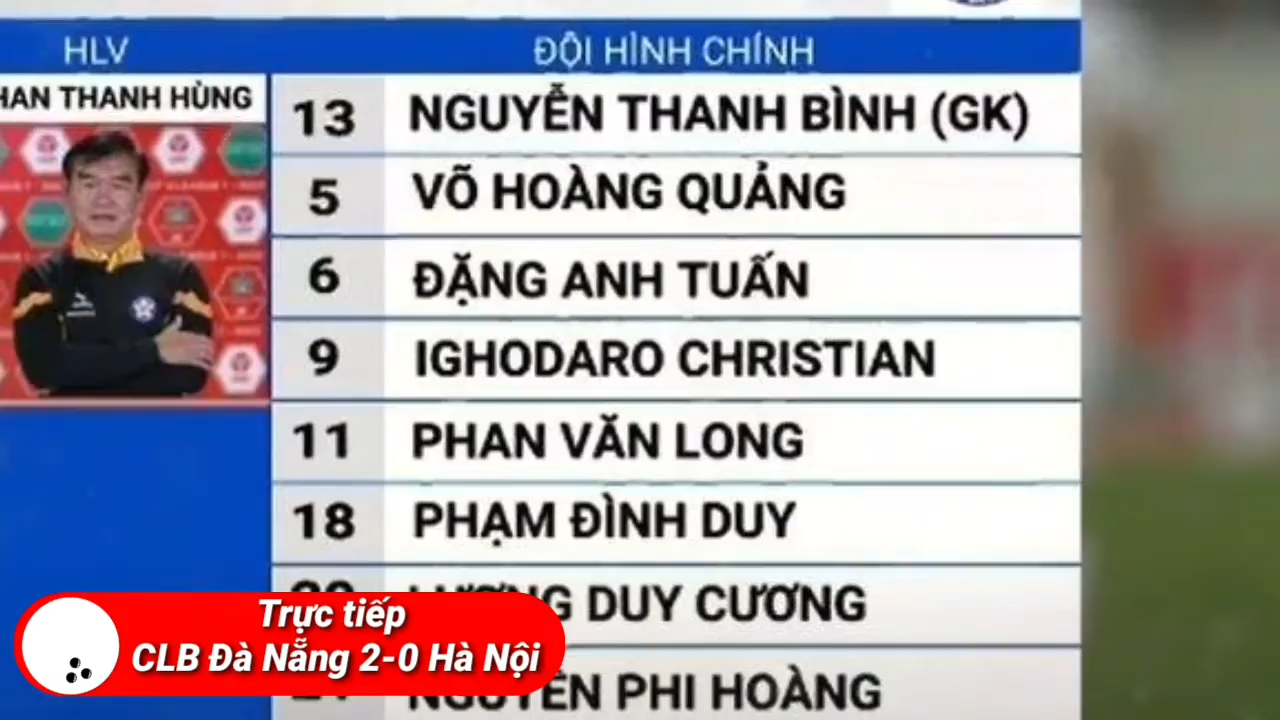 HLV
ĐỘI HÌNH CHÍNH
HAN THANH HÙNG
13 NGUYỄN THANH BÌNH (GK)
5 VÕ HOÀNG QUẢNG
6 ĐẶNG ANH TUẤN
9 IGHODARO CHRISTIAN
11 PHAN VĂN LONG
18 PHẠM ĐÌNH DUY
DUY CƯƠNG
NGUYỄN PHI HOÀNG
Trực tiếp
CLB Đà Nẵng 2-0 Hà Nội